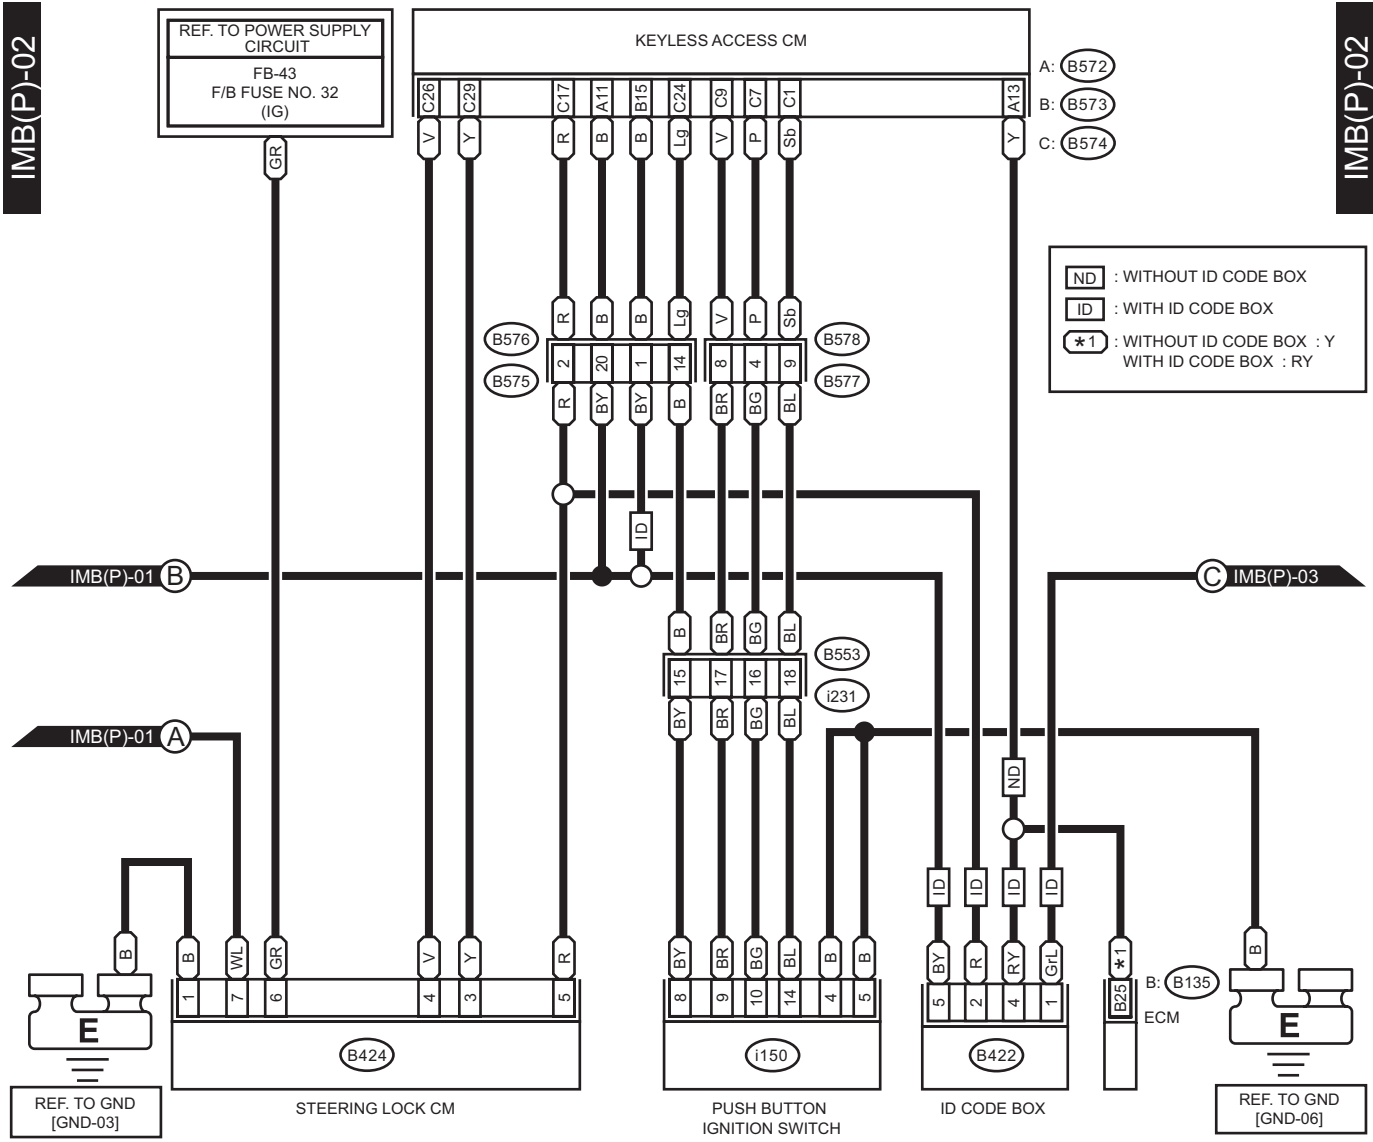 IMB(P)-02
IMB(P)-02
REF. TO POWER SUPPLY
CIRCUIT
FB-43
F/B FUSE NO. 32
(IG)
KEYLESS ACCESS CM
A: B572
B: B573
C: B574
C26 C29 C17 A11 B15 C24 C9 C7 C1 A13
GR V Y R B B Lg V P Sb Y
ND : WITHOUT ID CODE BOX
ID : WITH ID CODE BOX
*1 : WITHOUT ID CODE BOX : Y
WITH ID CODE BOX : RY
R B B Lg V P Sb
B576 B578
2 20 1 14 8 4 9
B575 B577
R BY BY B BR BG BL
ID
IMB(P)-01 B
C IMB(P)-03
B BR BG BL
B553
15 17 16 18
i231
BY BR BG BL
IMB(P)-01 A
ND
ID ID ID ID
B B WL GR V Y R BY BR BG BL B B BY R RY GrL *1 B
1 7 6 4 3 5 8 9 10 14 4 5 5 2 4 1 B25
B: B135
ECM
E E
B424 i150 B422
REF. TO GND
[GND-03]
STEERING LOCK CM
PUSH BUTTON
IGNITION SWITCH
ID CODE BOX
REF. TO GND
[GND-06]